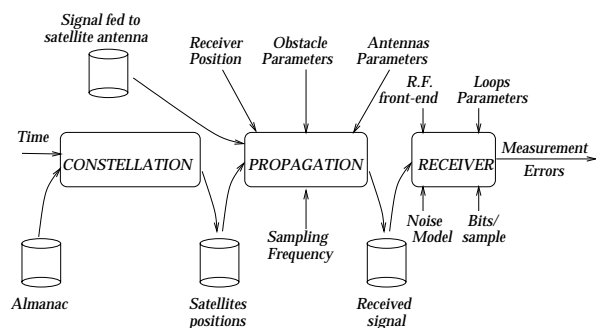 Signal fed to
satellite antenna
Receiver
Position
Obstacle
Parameters
Antennas
Parameters
R.F.
front-end
Loops
Parameters
Time
CONSTELLATION
PROPAGATION
RECEIVER
Measurement
Errors
Sampling
Frequency
Noise
Model
Bits/
sample
Almanac
Satellites
positions
Received
signal